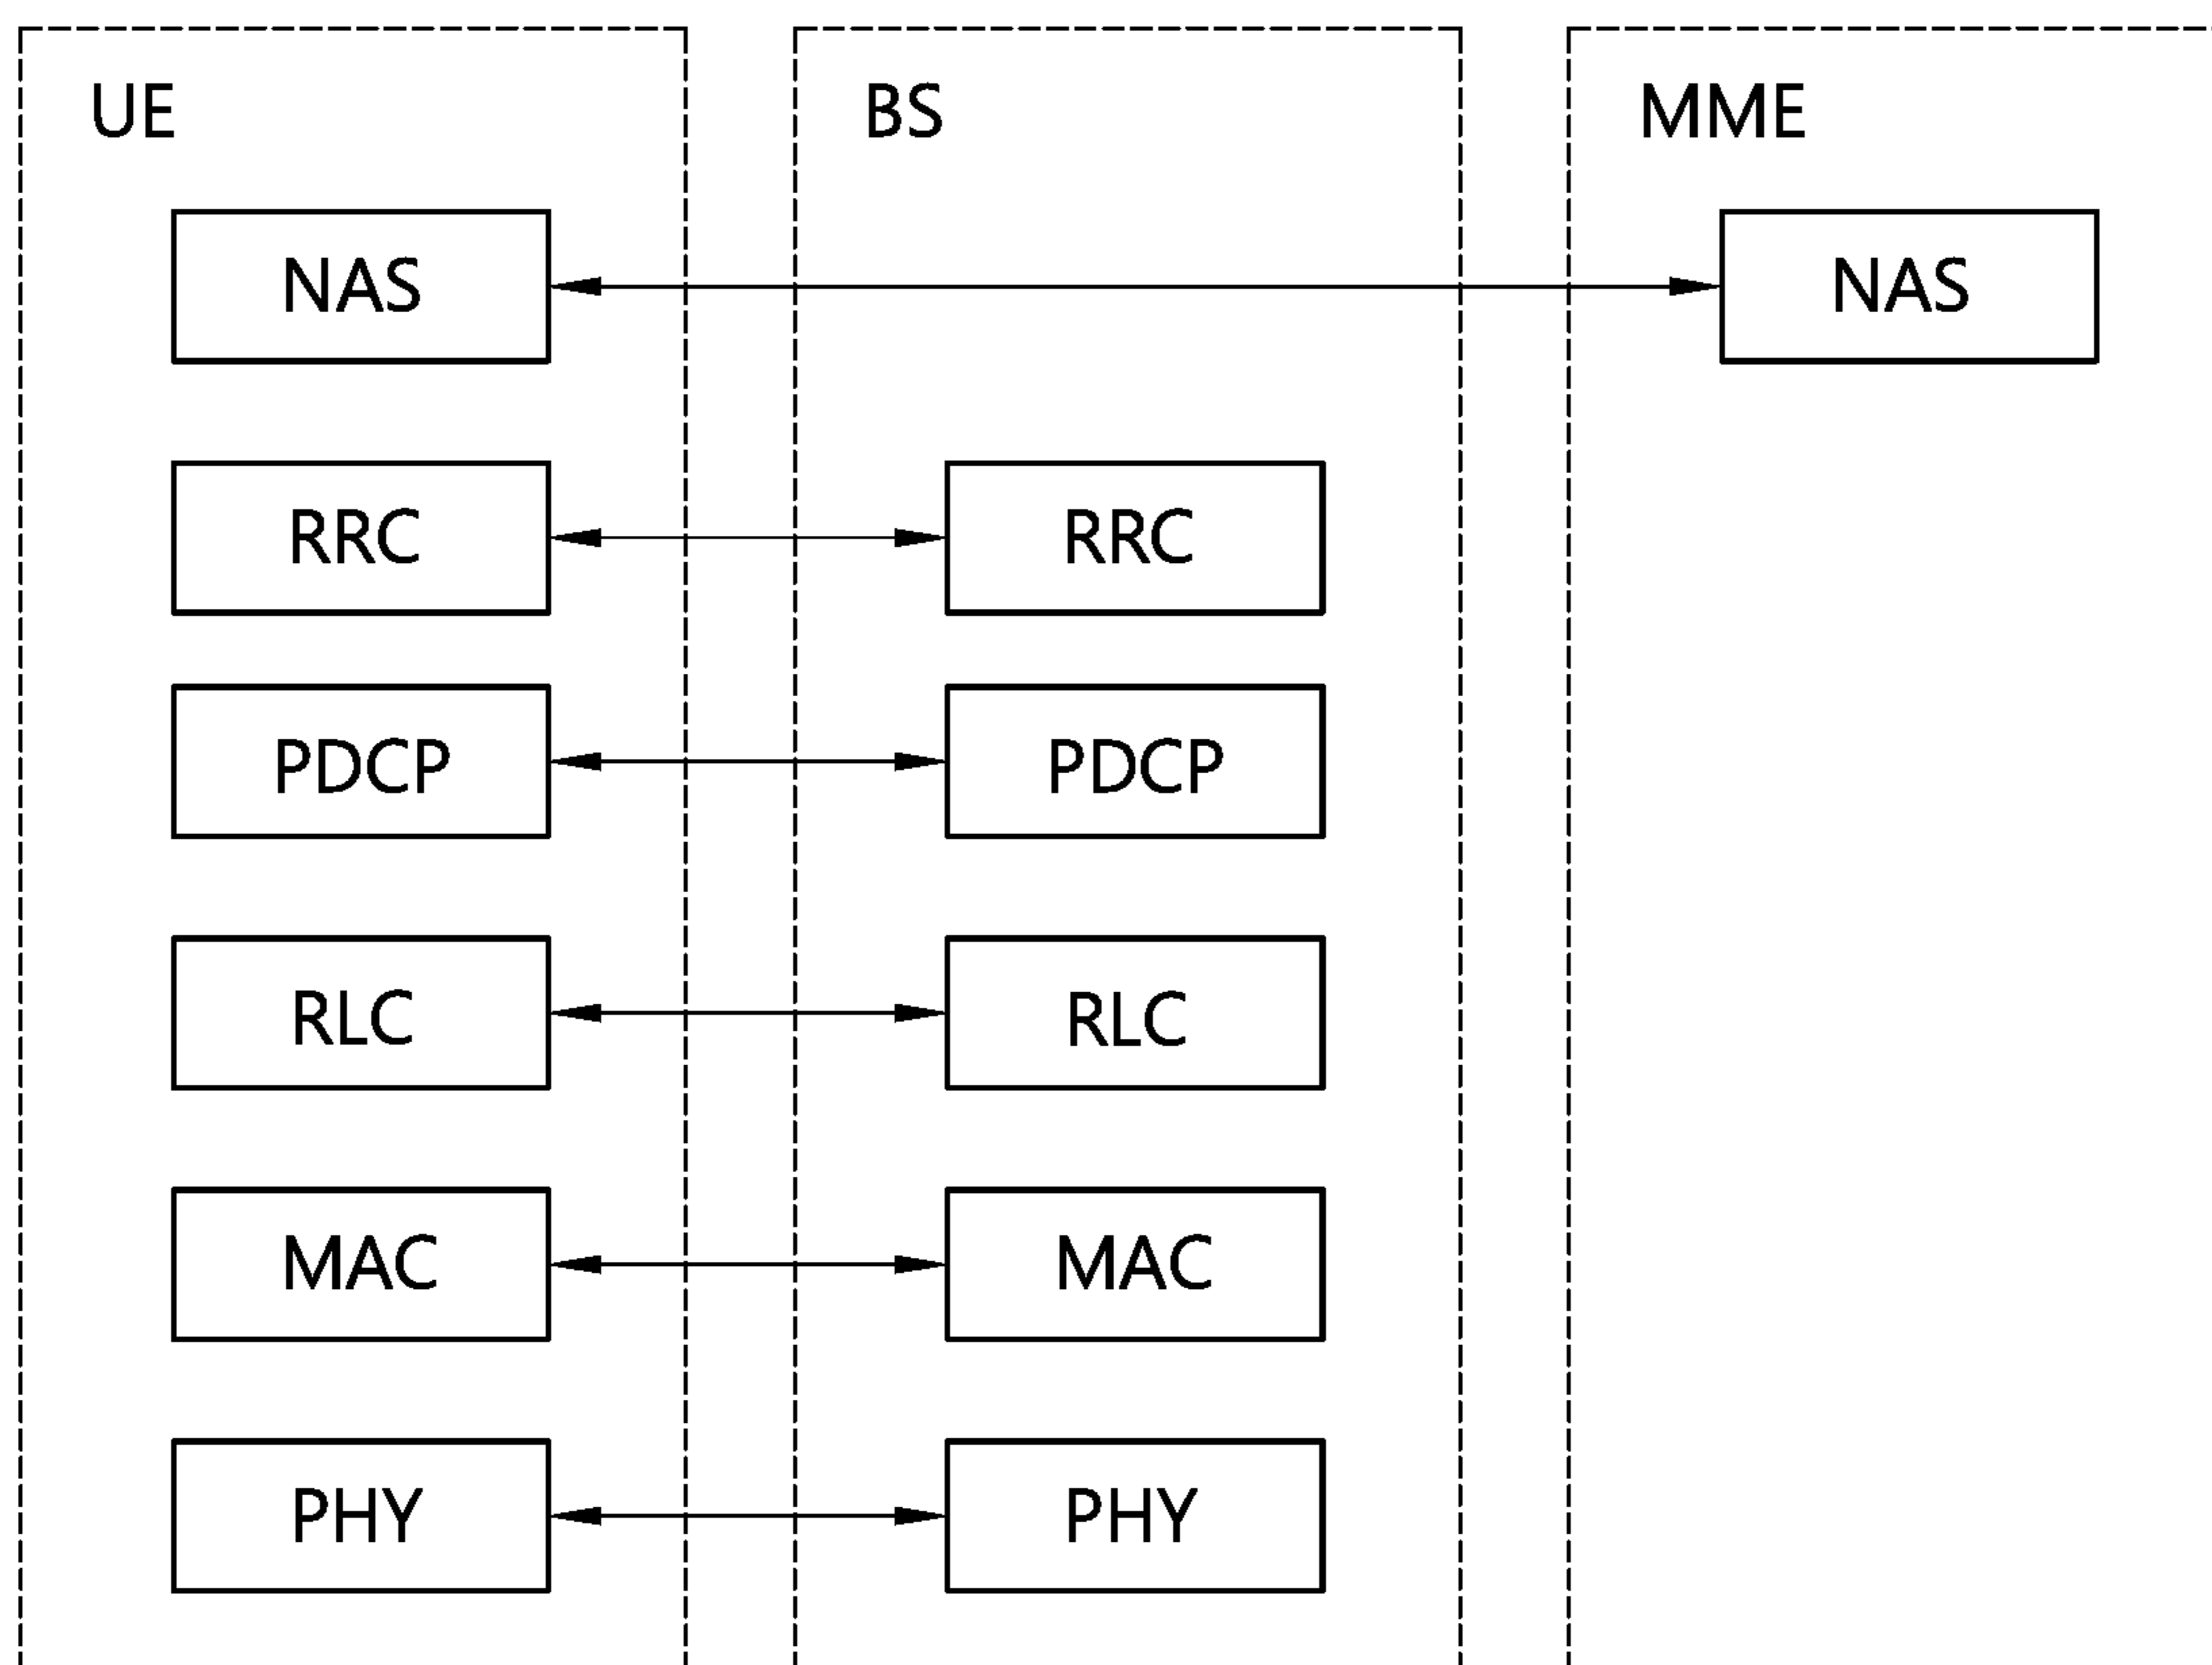 UE BS MME
NAS NAS
RRC RRC
PDCP PDCP
RLC RLC
MAC MAC
PHY PHY